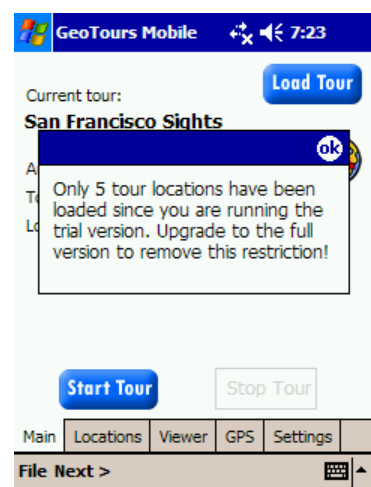 GeoTours Mobile 7:23
Load Tour
Current tour:
San Francisco Sights
ok
Only 5 tour locations have been
loaded since you are running the
trial version. Upgrade to the full
version to remove this restriction!
Start Tour Stop Tour
Main Locations Viewer GPS Settings
File Next >